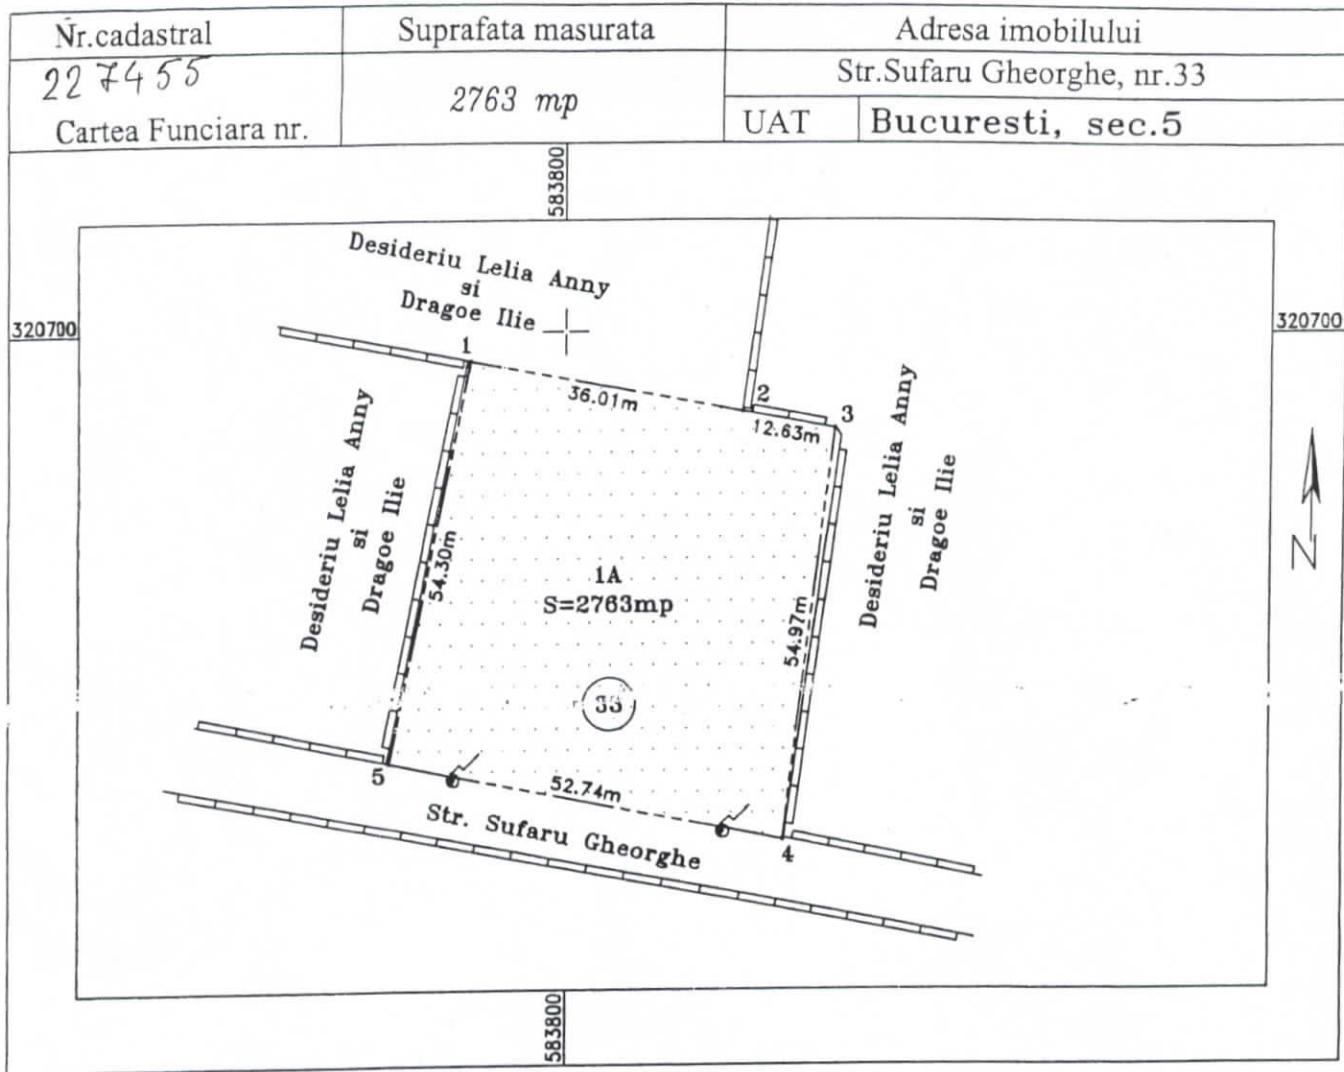 Nr.cadastral
Suprafata masurata
Adresa imobilului
227455
Cartea Funciara nr.
2763 mp
Str.Sufaru Gheorghe, nr.33
UAT
Bucuresti, sec.5
583800
Desideriu Lelia Anny
si
Dragoe Ilie
320700
320700
1
36.01m
2
12.63m
3
Desideriu Lelia Anny
si
Dragoe Ilie
54.30m
1A
S=2763mp
33
54.97m
Desideriu Lelia Anny
si
Dragoe Ilie
N
5
52.74m
4
Str. Sufaru Gheorghe
583800